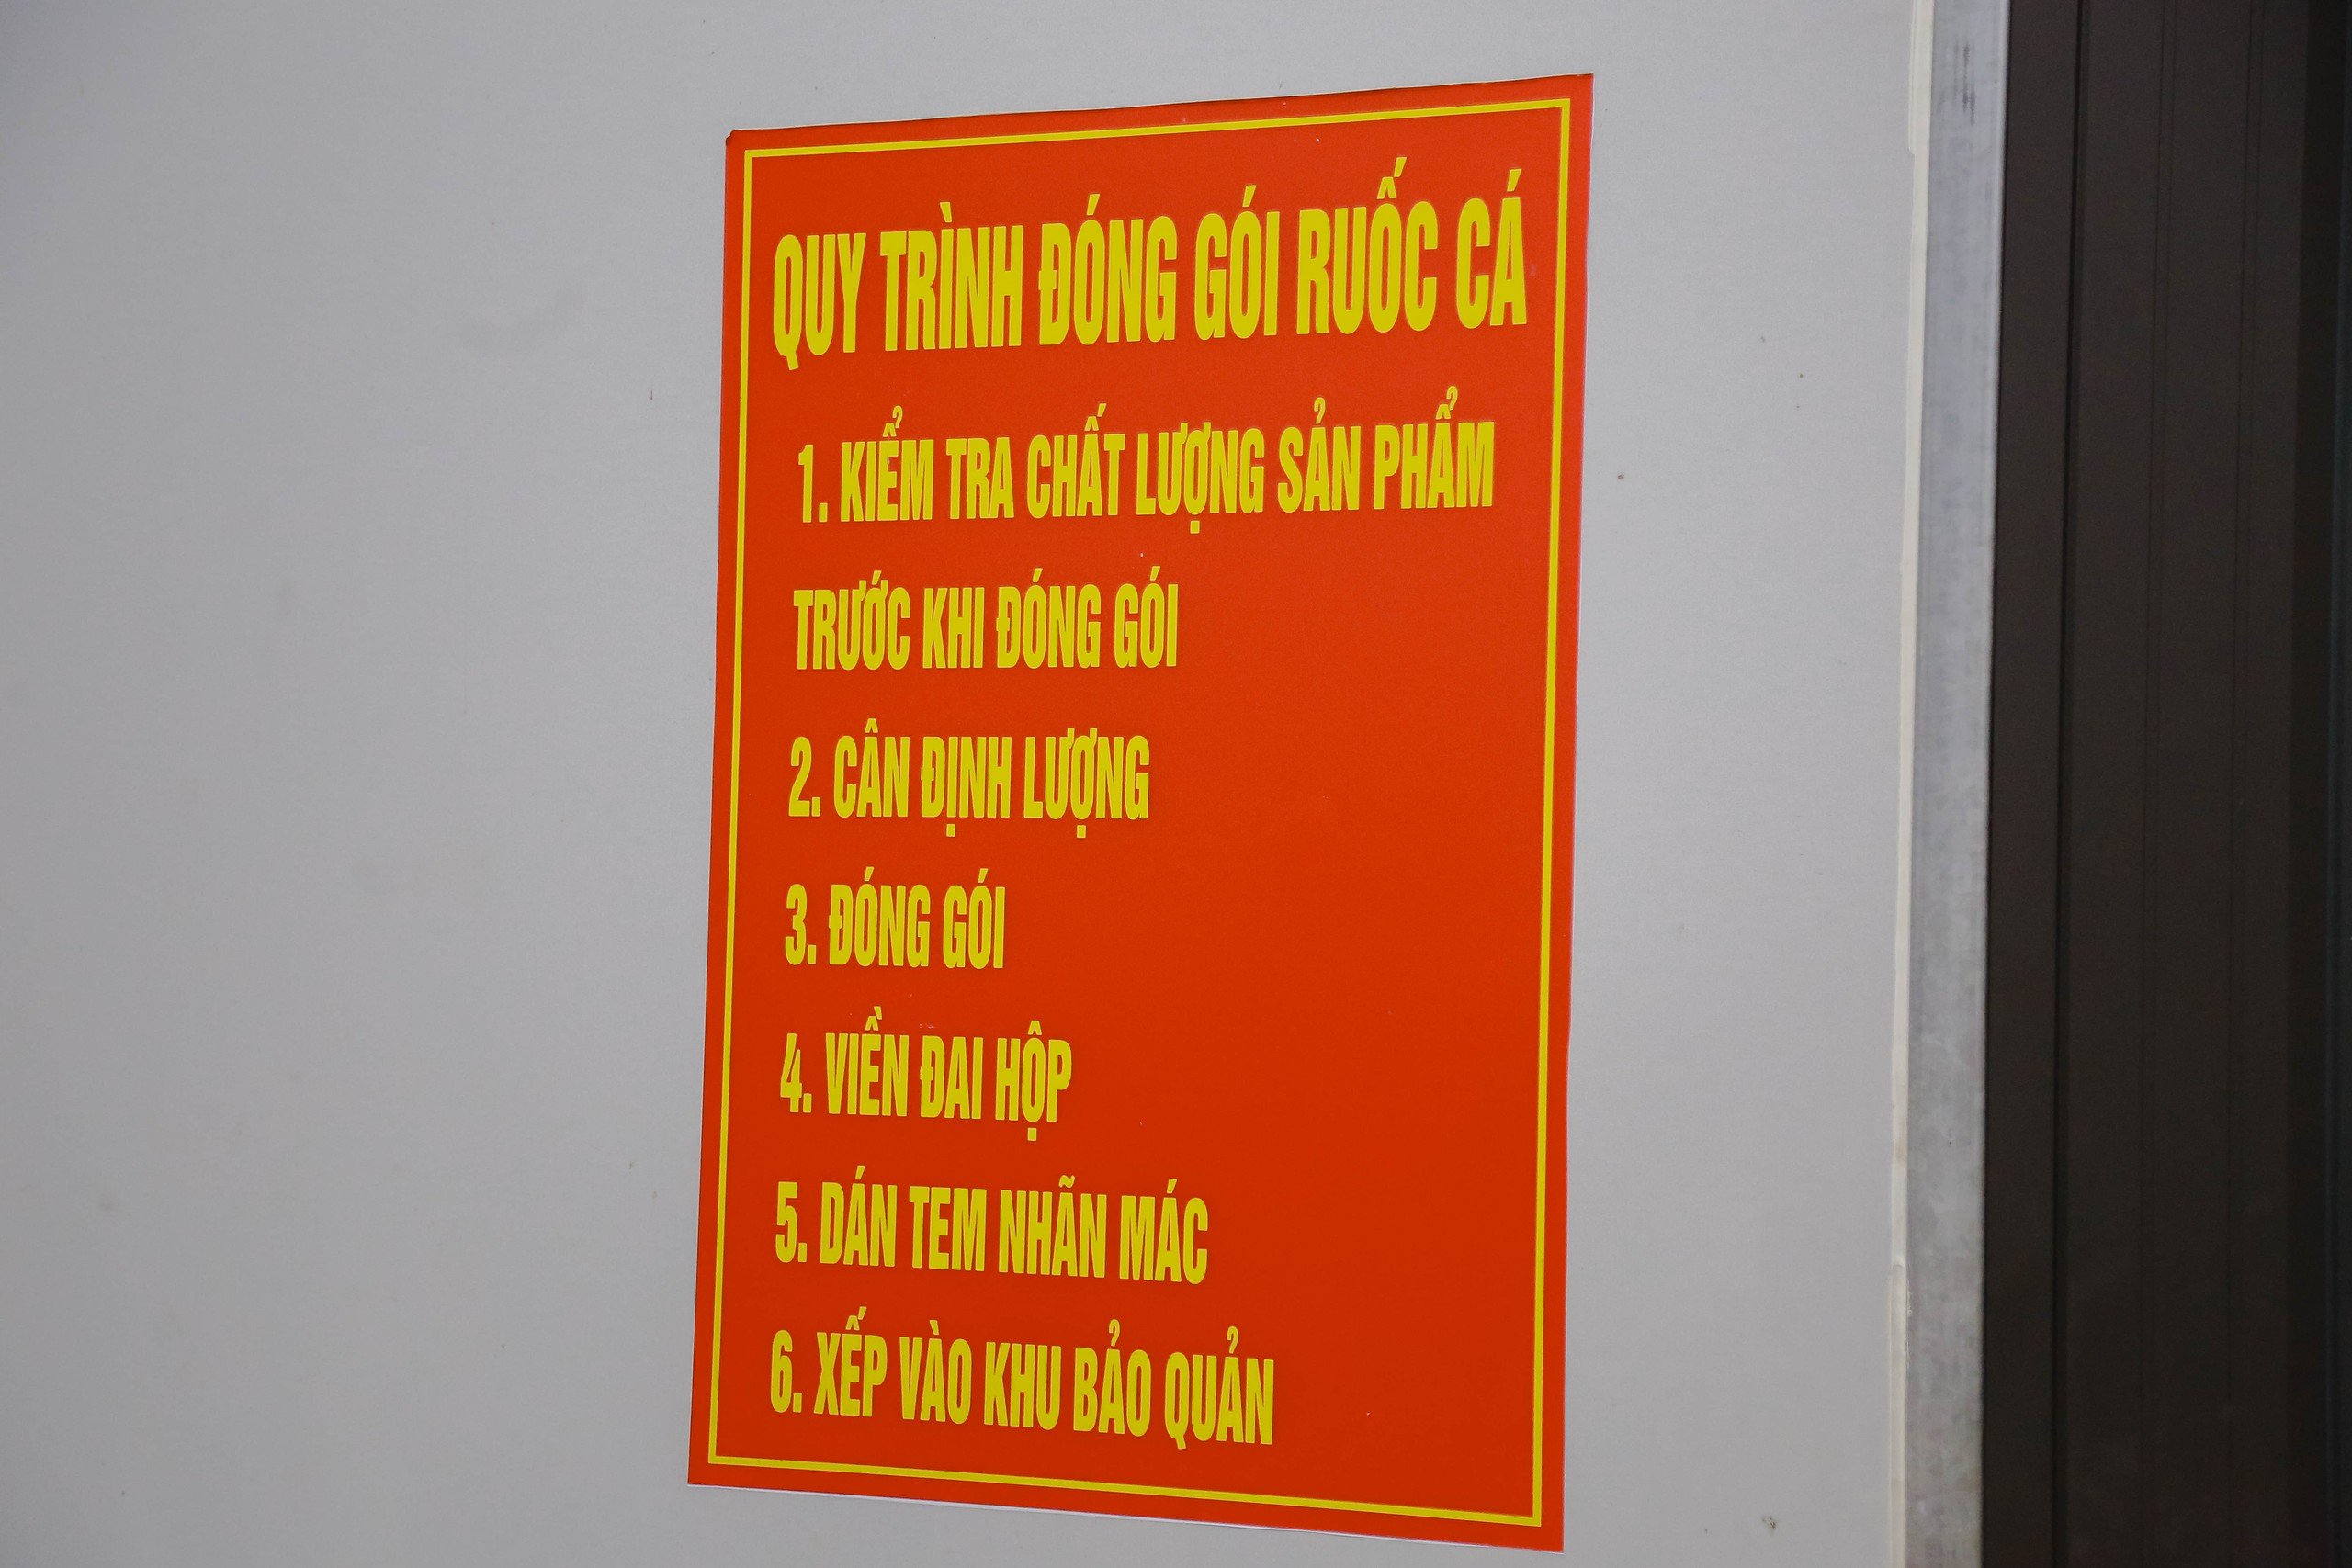 QUY TRÌNH ĐÓNG GÓI RUỐC CÁ
1. KIỂM TRA CHẤT LƯỢNG SẢN PHẨM
TRƯỚC KHI ĐÓNG GÓI
2. CÂN ĐỊNH LƯỢNG
3. ĐÓNG GÓI
4. VIỀN ĐAI HỘP
5. DÁN TEM NHÃN MÁC
6. XẾP VÀO KHU BẢO QUẢN